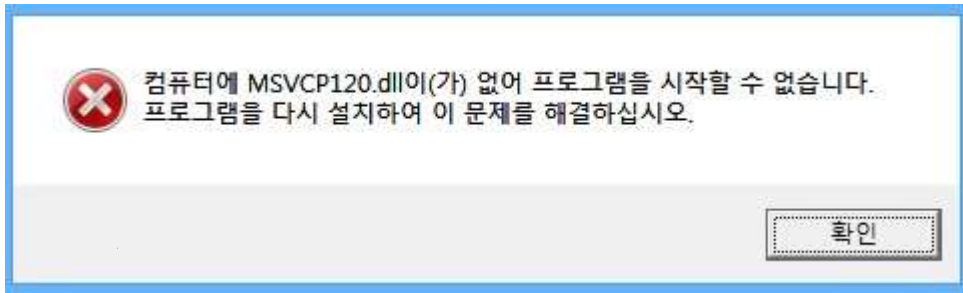 컴퓨터에 MSVCP120.dll이(가) 없어 프로그램을 시작할 수 없습니다.
프로그램을 다시 설치하여 이 문제를 해결하십시오.
확인